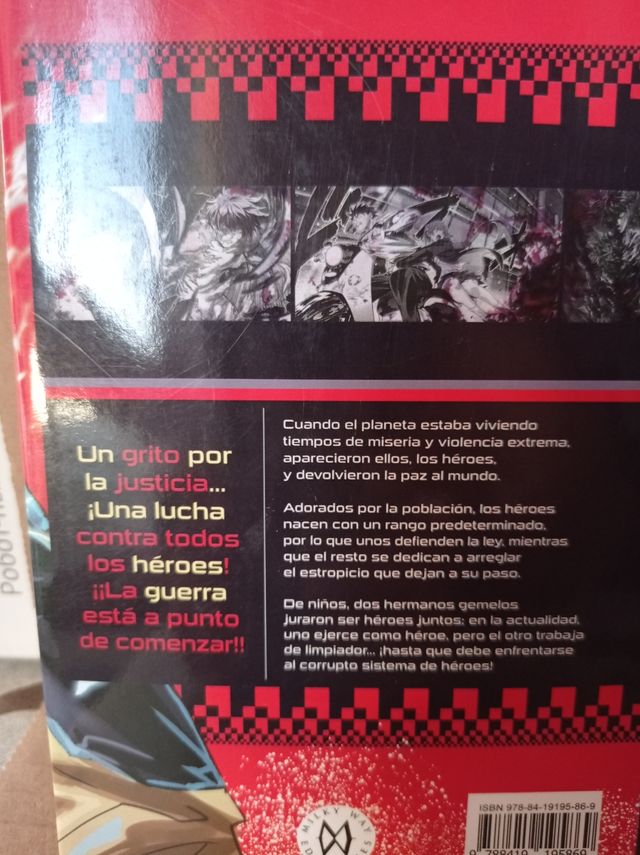 Un grito por
la justicia...
¡Una lucha
contra todos
los héroes!
¡¡La guerra
está a punto
de comenzar!!
Cuando el planeta estaba viviendo
tiempos de miseria y violencia extrema,
aparecieron ellos, los héroes,
y devolvieron la paz al mundo.
Adorados por la población, los héroes
nacen con un rango predeterminado,
por lo que unos defienden la ley, mientras
que el resto se dedican a arreglar
el estropicio que dejan a su paso.
De niños, dos hermanos gemelos
juraron ser héroes juntos: en la actualidad,
uno ejerce como héroe, pero el otro trabaja
de limpiador... ¡hasta que debe enfrentarse
al corrupto sistema de héroes!
MILKY WAY
ISBN 978-84-19195-86-9
9 788419 195869